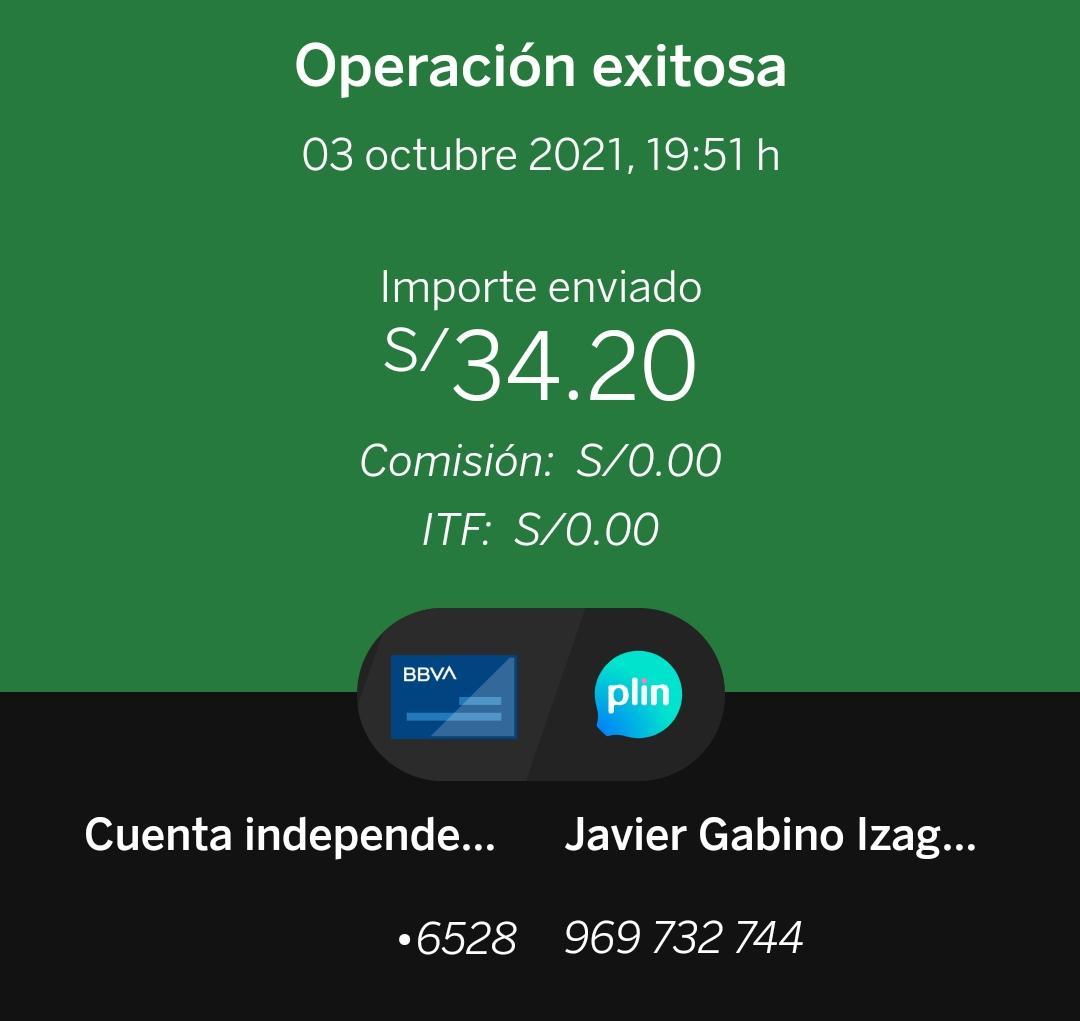 Operación exitosa
03 octubre 2021, 19:51 h
Importe enviado
S/34.20
Comisión: S/0.00
ITF: S/0.00
BBVA
plin
Cuenta independe...
Javier Gabino Izag...
•6528
969 732 744